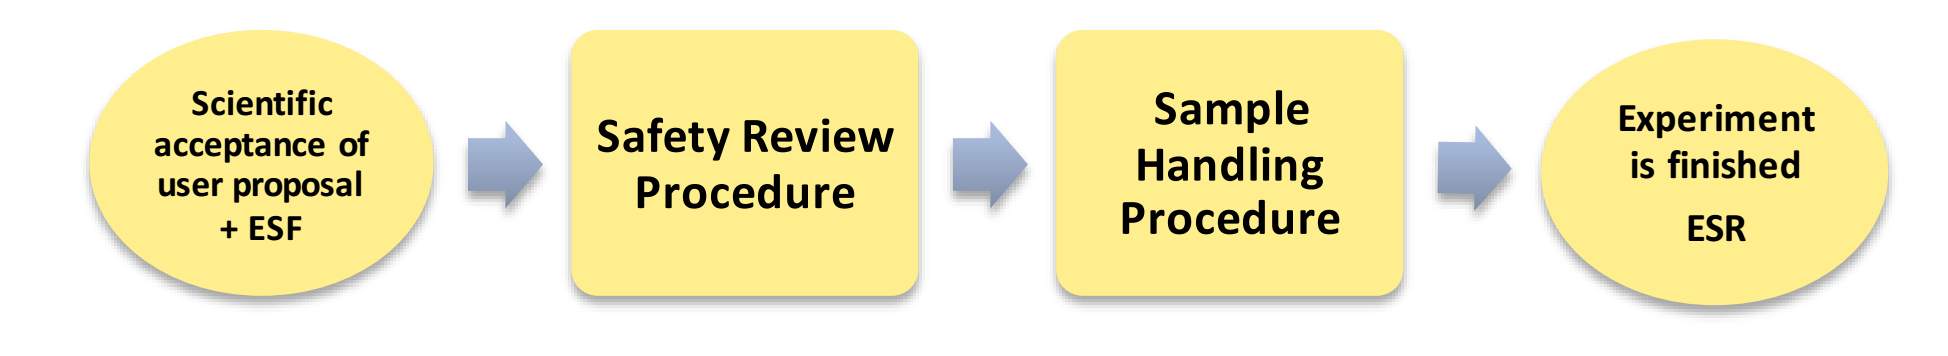 Scientific
acceptance of
user proposal
+ ESF
Safety Review
Procedure
Sample
Handling
Procedure
Experiment
is finished
ESR